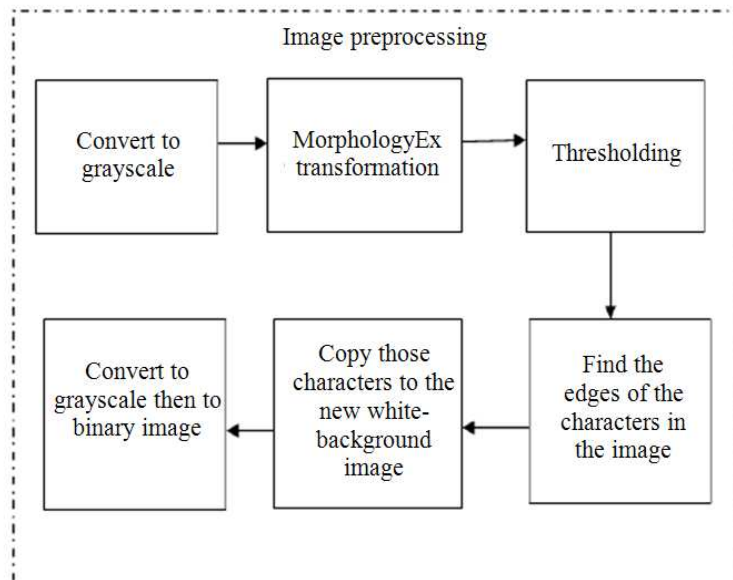 Image preprocessing
Convert to
grayscale
MorphologyEx
transformation
Thresholding
Find the
edges of the
characters in
the image
Copy those
characters to the
new white-
background
image
Convert to
grayscale then to
binary image